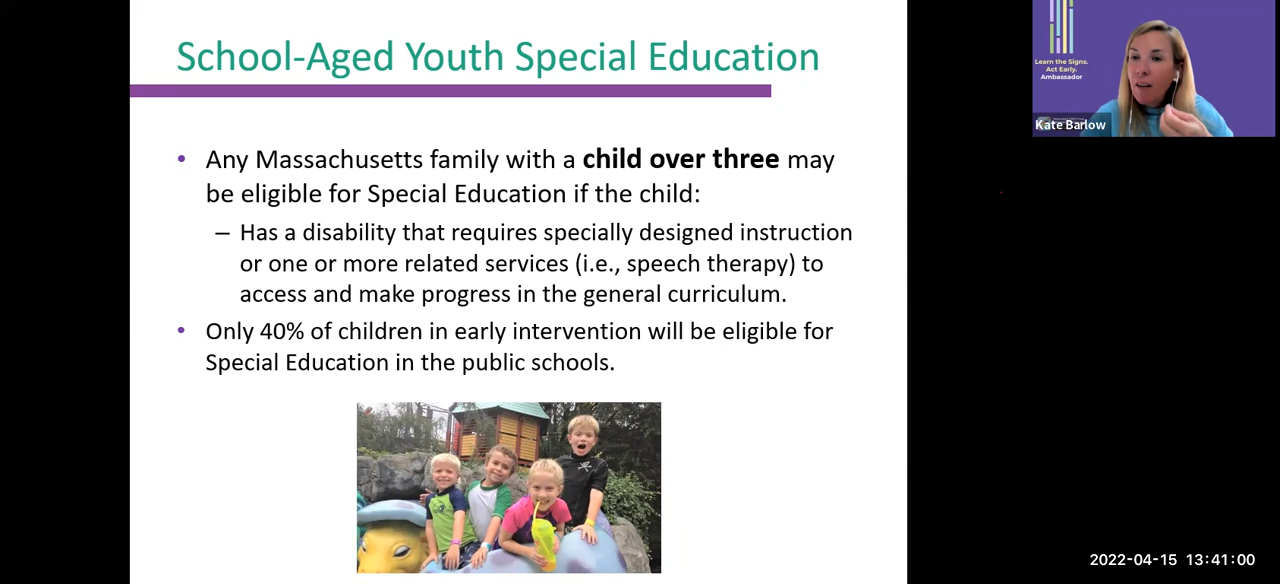 School-Aged Youth Special Education
• Any Massachusetts family with a child over three may
be eligible for Special Education if the child:
– Has a disability that requires specially designed instruction
or one or more related services (i.e., speech therapy) to
access and make progress in the general curriculum.
• Only 40% of children in early intervention will be eligible for
Special Education in the public schools.
Learn the Signs.
Act Early.
Ambassador
Kate Barlow
2022-04-15 13:41:00